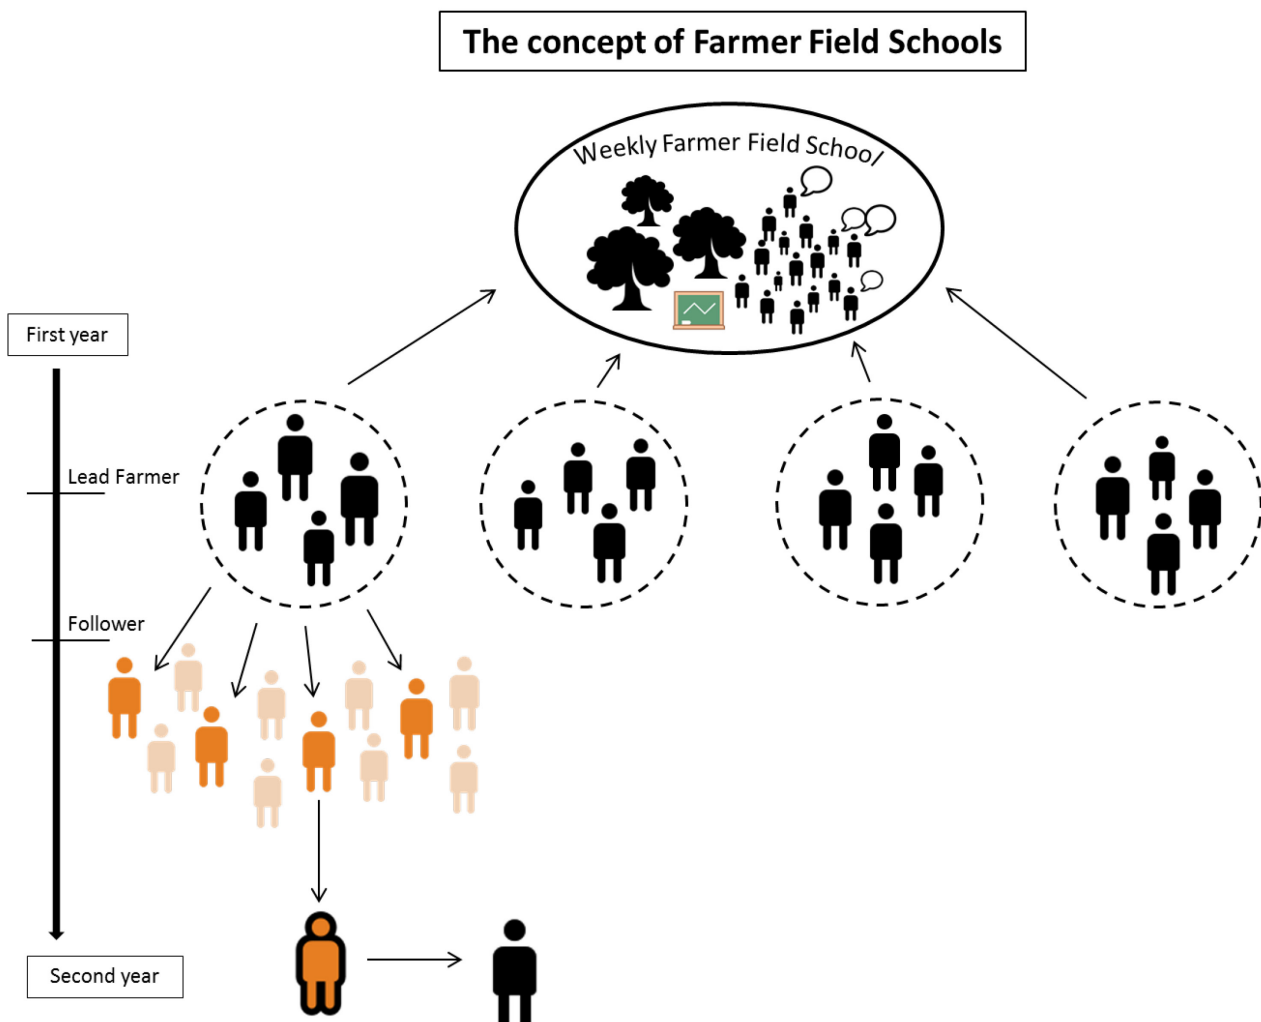 The concept of Farmer Field Schools
Weekly Farmer Field School
First year
Lead Farmer
Follower
Second year